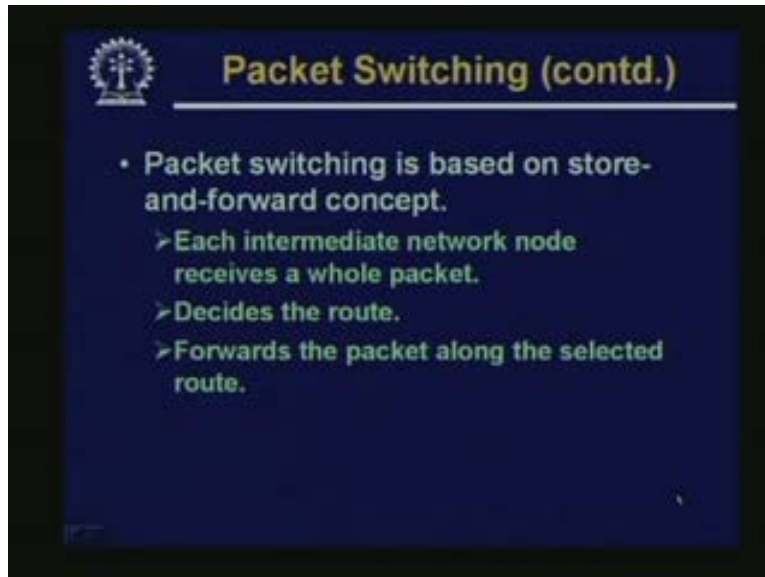 Packet Switching (contd.)
• Packet switching is based on store-
and-forward concept.
➢Each intermediate network node
receives a whole packet.
➢Decides the route.
➢Forwards the packet along the selected
route.